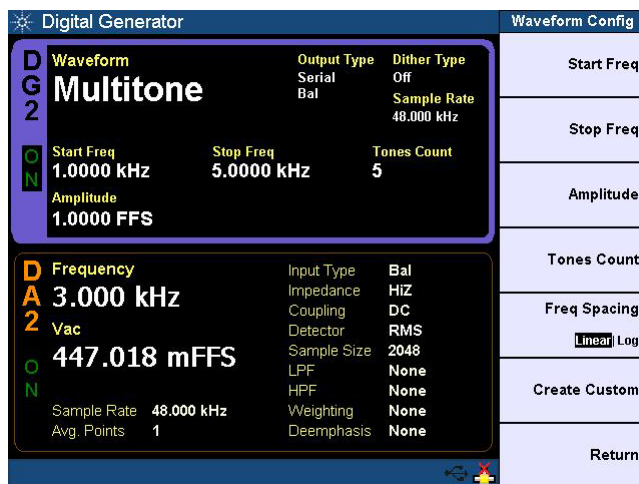 Digital Generator
DG2
ON
Waveform
Multitone
Output Type
Serial
Bal
Dither Type
Off
Sample Rate
48.000 kHz
Start Freq Stop Freq Tones Count
1.0000 kHz 5.0000 kHz 5
Amplitude
1.0000 FFS
DA2
ON
Frequency
3.000 kHz
Vac
447.018 mFFS
Sample Rate 48.000 kHz
Avg. Points 1
Input Type Bal
Impedance HiZ
Coupling DC
Detector RMS
Sample Size 2048
LPF None
HPF None
Weighting None
Deemphasis None
Waveform Config
Start Freq
Stop Freq
Amplitude
Tones Count
Freq Spacing
Linear| Log
Create Custom
Return